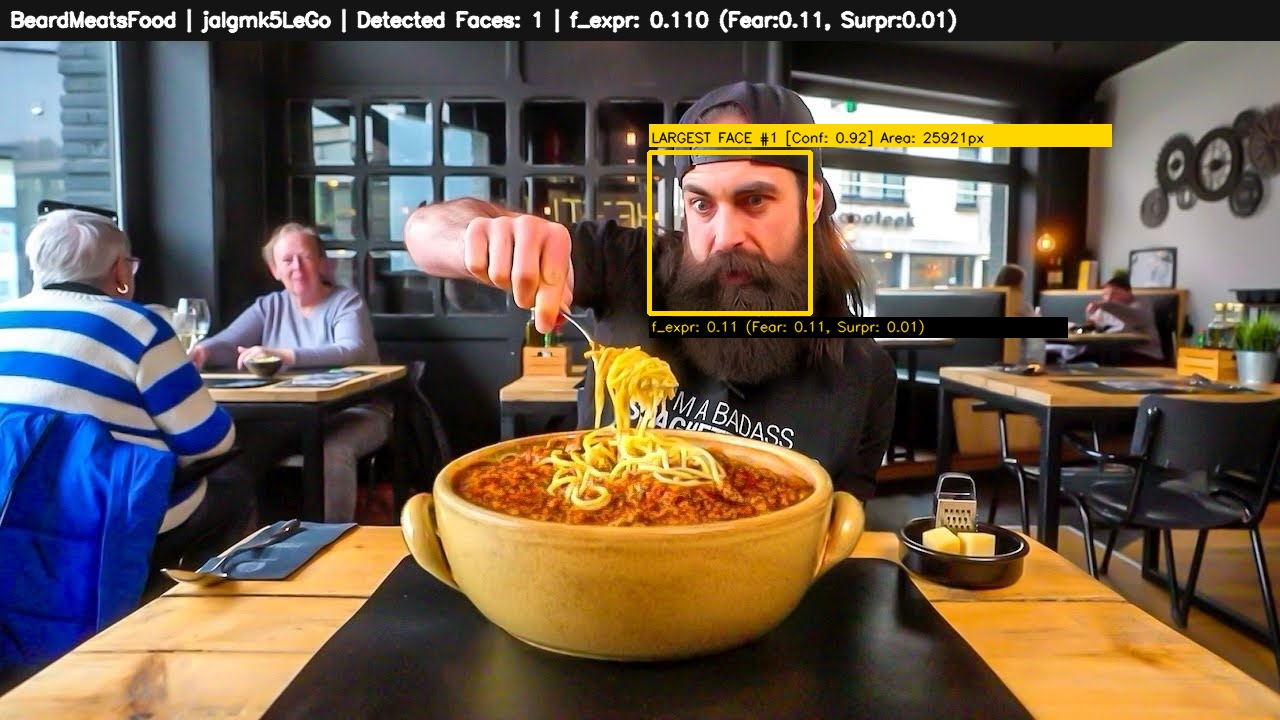 BeardMeatsFood | jalgmk5LeGo | Detected Faces: 1 | f_expr: 0.110 (Fear:0.11, Surpr:0.01)
LARGEST FACE #1 [Conf: 0.92] Area: 25921px
f_expr: 0.11 (Fear: 0.11, Surpr: 0.01)
M A BADASS